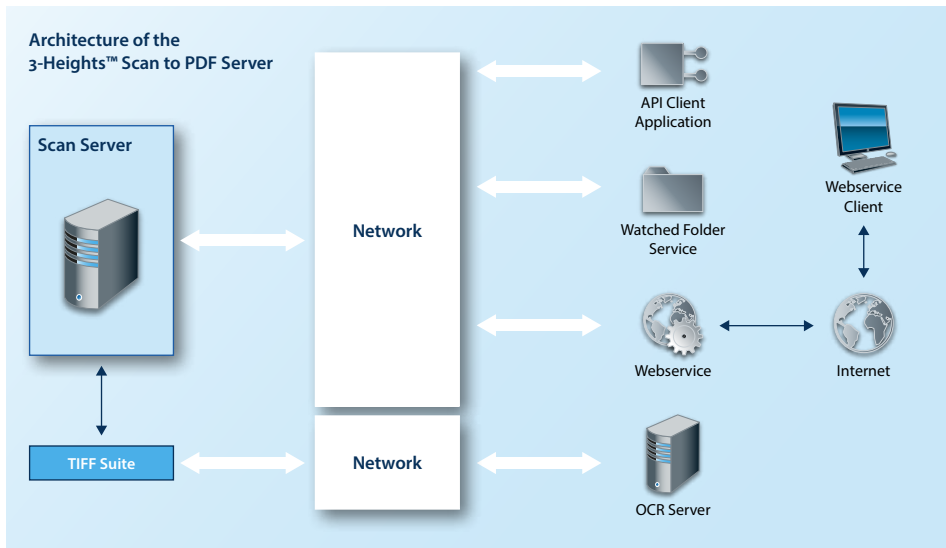 Architecture of the
3-Heights™ Scan to PDF Server
Scan Server
TIFF Suite
Network
Network
API Client
Application
Watched Folder
Service
Webservice
OCR Server
Webservice
Client
Internet